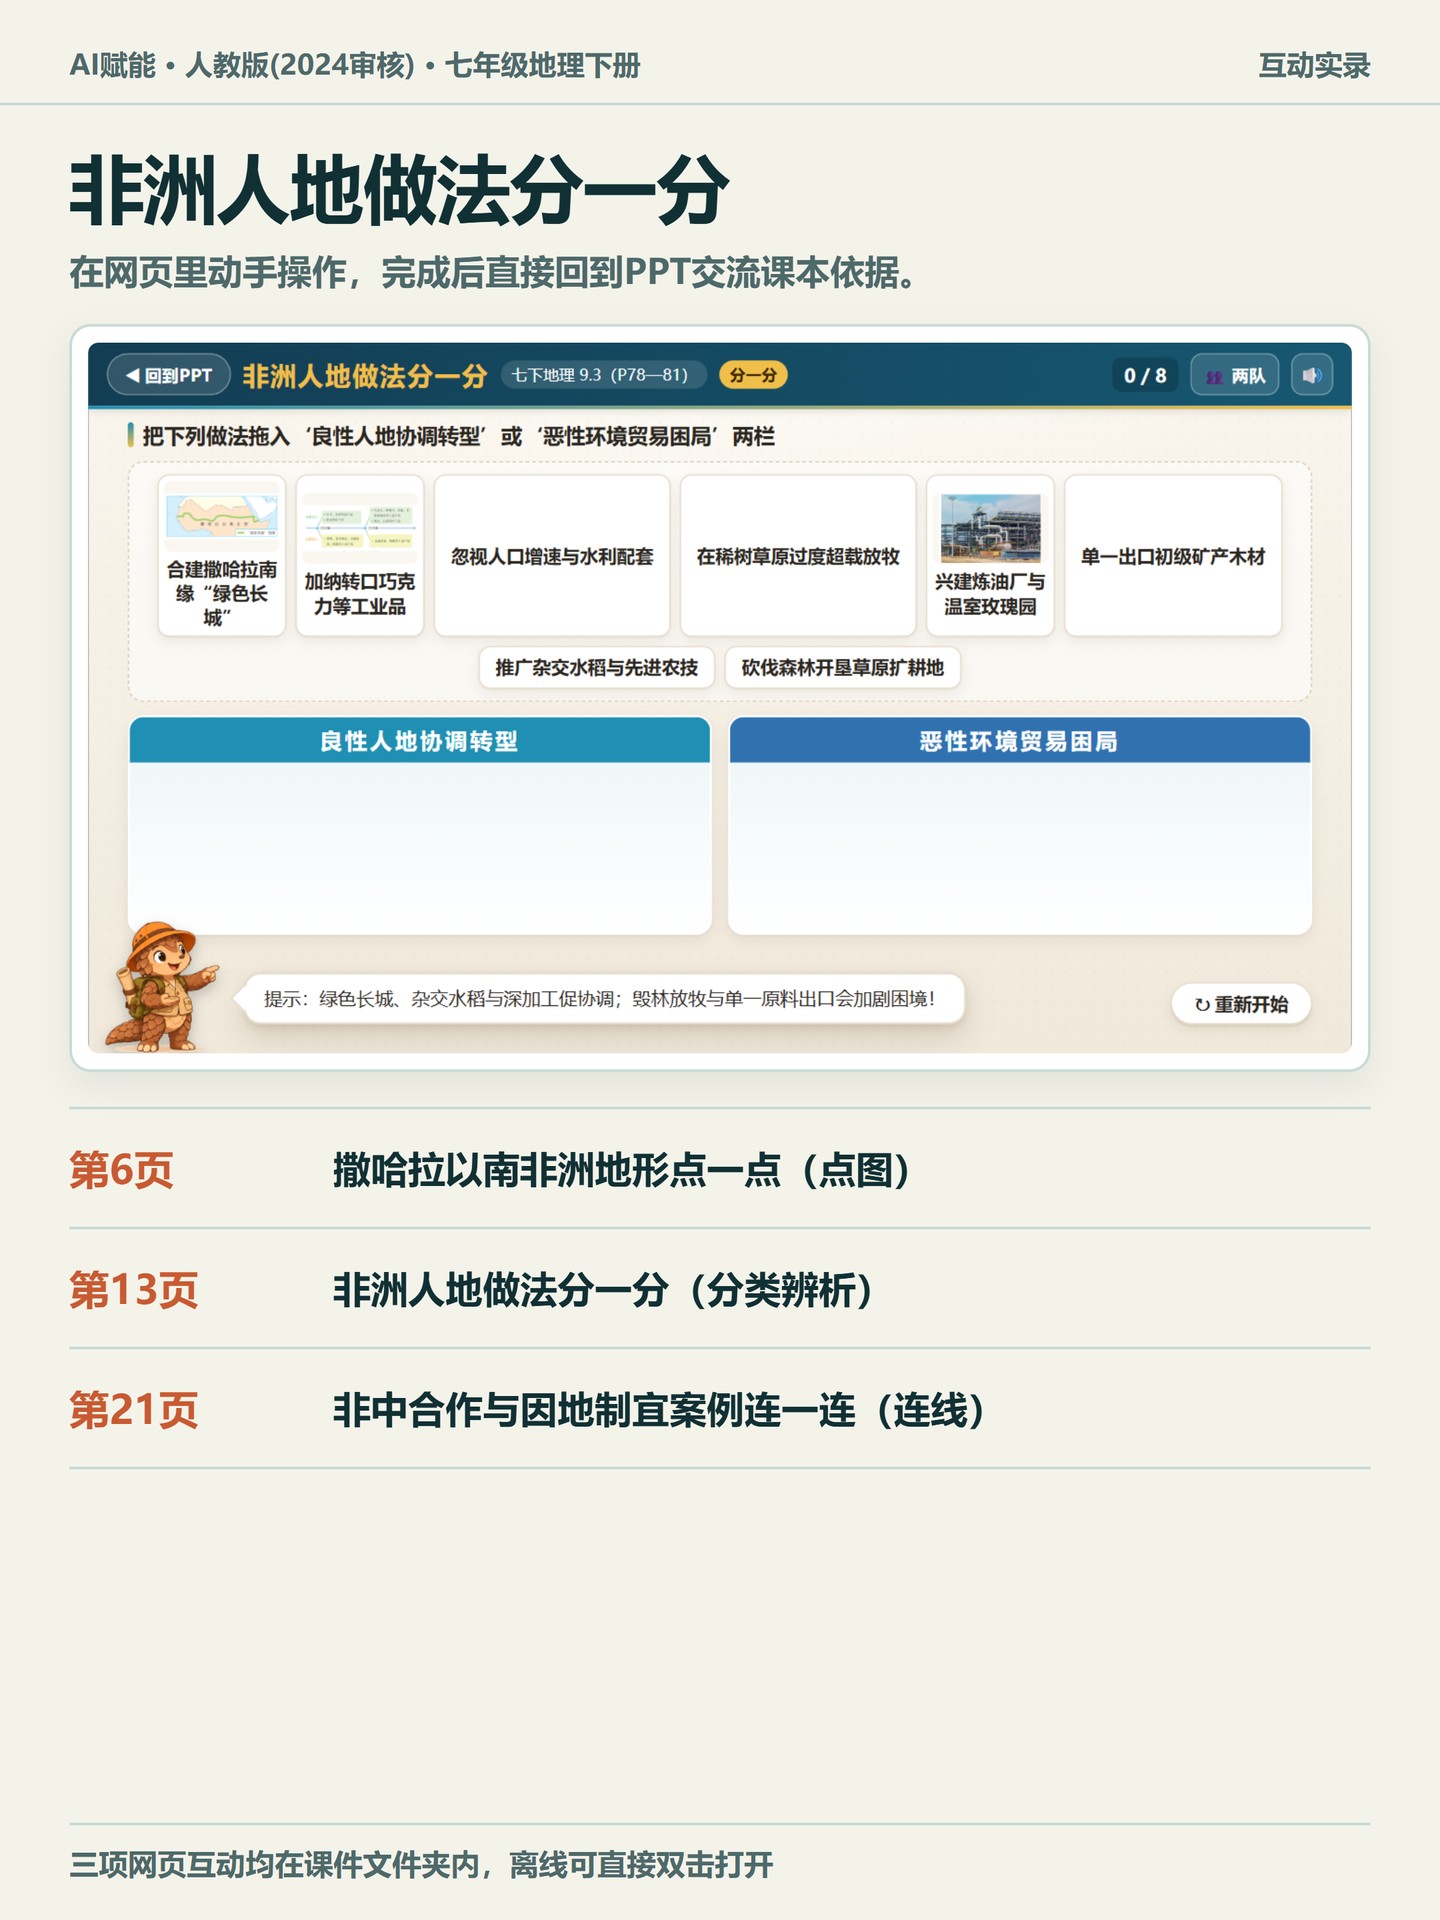 AI赋能 • 人教版(2024审核) • 七年级地理下册
互动实录
非洲人地做法分一分
在网页里动手操作，完成后直接回到PPT交流课本依据。
◀ 回到PPT
非洲人地做法分一分
七下地理 9.3（P78—81）
分一分
0 / 8
两队
把下列做法拖入‘良性人地协调转型’或‘恶性环境贸易困局’两栏
合建撒哈拉南
缘“绿色长
城”
加纳转口巧克
力等工业品
忽视人口增速与水利配套
在稀树草原过度超载放牧
兴建炼油厂与
温室玫瑰园
单一出口初级矿产木材
推广杂交水稻与先进农技
砍伐森林开垦草原扩耕地
良性人地协调转型
恶性环境贸易困局
提示：绿色长城、杂交水稻与深加工促协调；毁林放牧与单一原料出口会加剧困境！
↻ 重新开始
第6页
撒哈拉以南非洲地形点一点（点图）
第13页
非洲人地做法分一分（分类辨析）
第21页
非中合作与因地制宜案例连一连（连线）
三项网页互动均在课件文件夹内，离线可直接双击打开